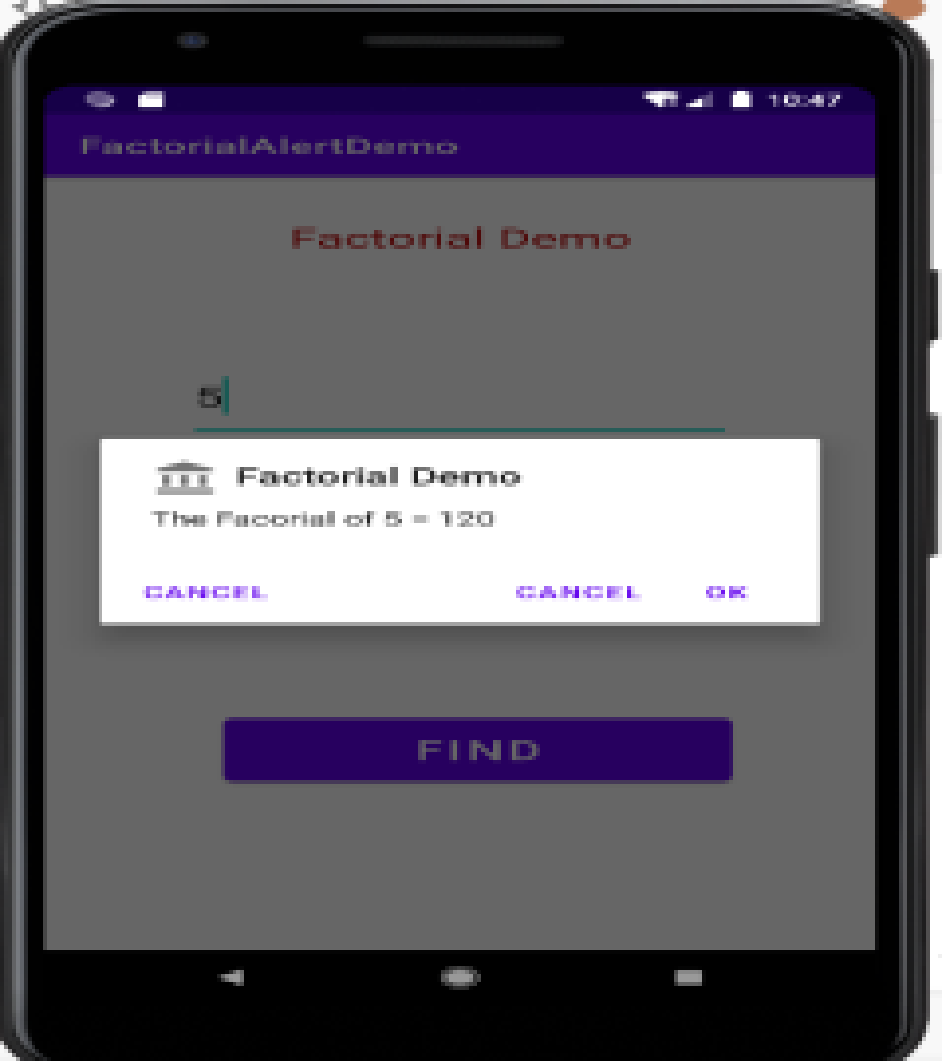 10:47
FactorialAlertDemo
Factorial Demo
5
Factorial Demo
The Facorial of 5 = 120
CANCEL CANCEL OK
FIND